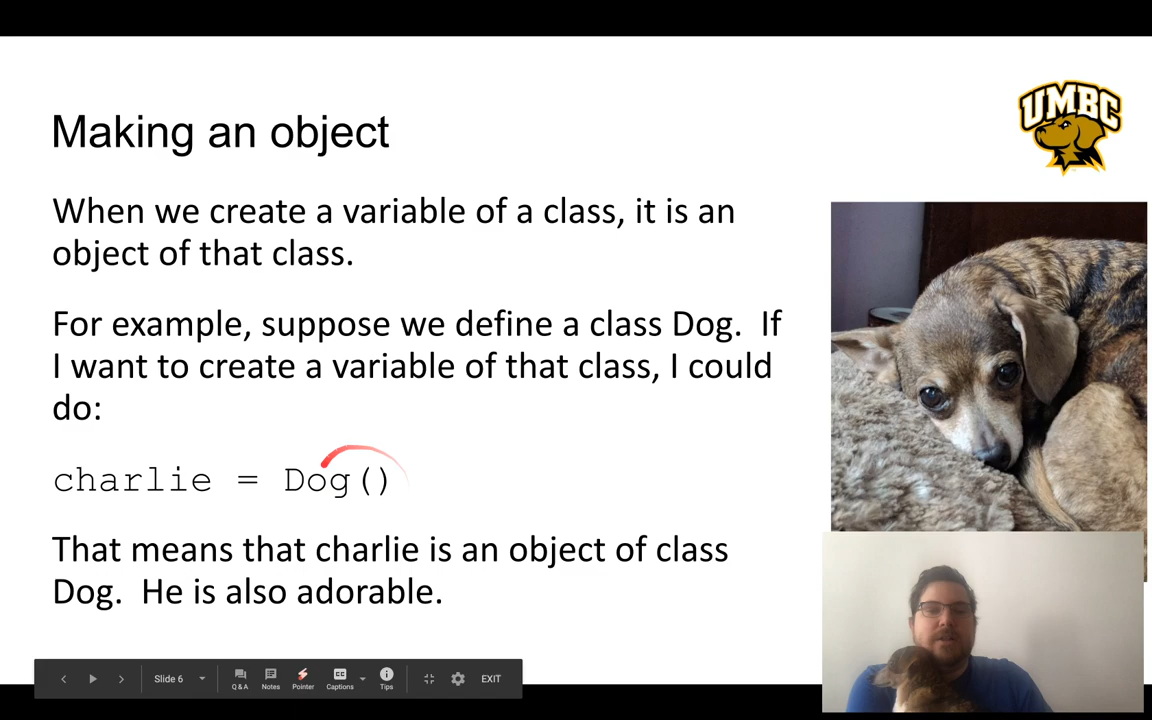 UMBC
Making an object
When we create a variable of a class, it is an
object of that class.
For example, suppose we define a class Dog.  If
I want to create a variable of that class, I could
do:
charlie = Dog()
That means that charlie is an object of class
Dog.  He is also adorable.
Slide 6
Q & A
Notes
Pointer
CC
Captions
Tips
EXIT